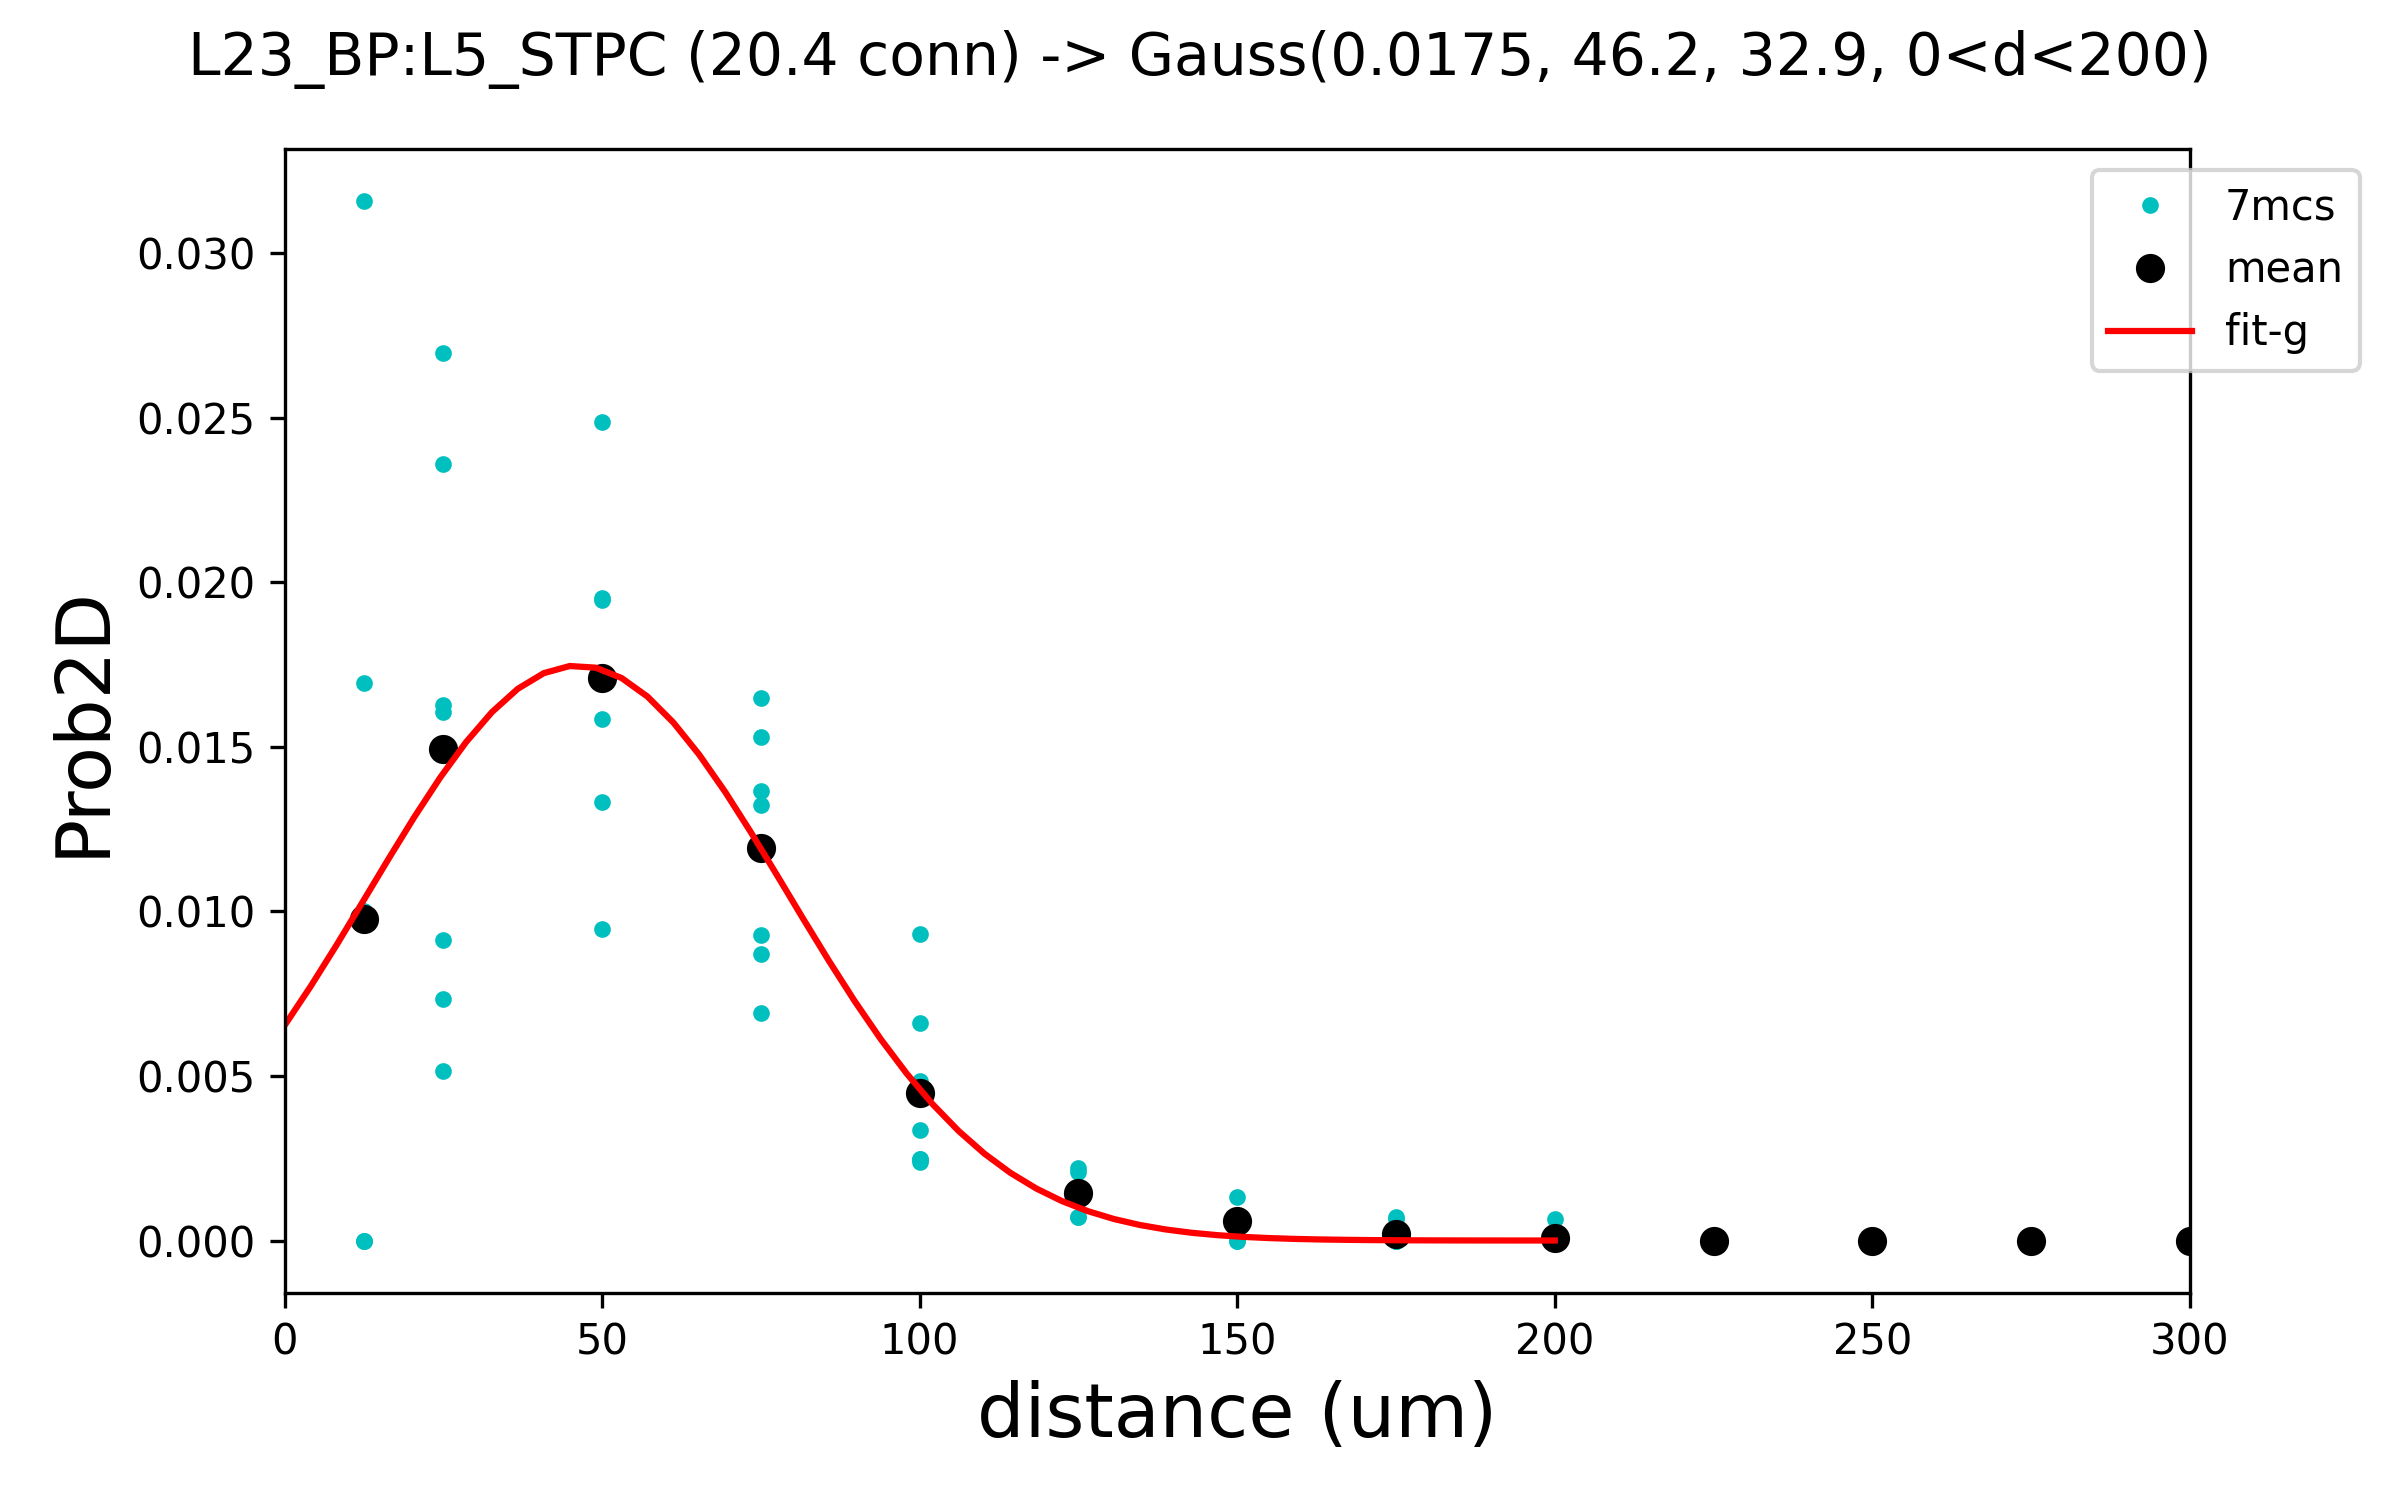 L23_BP:L5_STPC (20.4 conn) -> Gauss(0.0175, 46.2, 32.9, 0<d<200)
7mcs
mean
fit-g
Prob2D
0.030
0.025
0.020
0.015
0.010
0.005
0.000
0 50 100 150 200 250 300
distance (um)